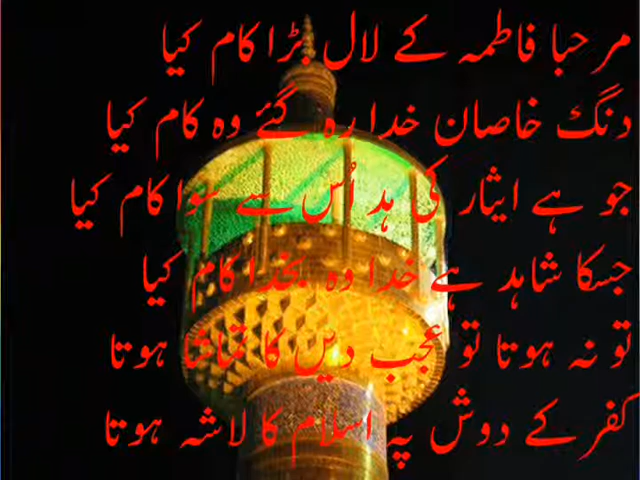 مرحبا فاطمہ کے لال بڑا کام کیا
دنگ خاصان خدا رہ گئے وہ کام کیا
جو ہے ایثار کی ہد اُس سے سوا کام کیا
جسکا شاہد ہے خدا وہ بخدا کام کیا
تو نہ ہوتا تو عجب دیں کا تماشا ہوتا
کفر کے دوش پہ اسلام کا لاشہ ہوتا